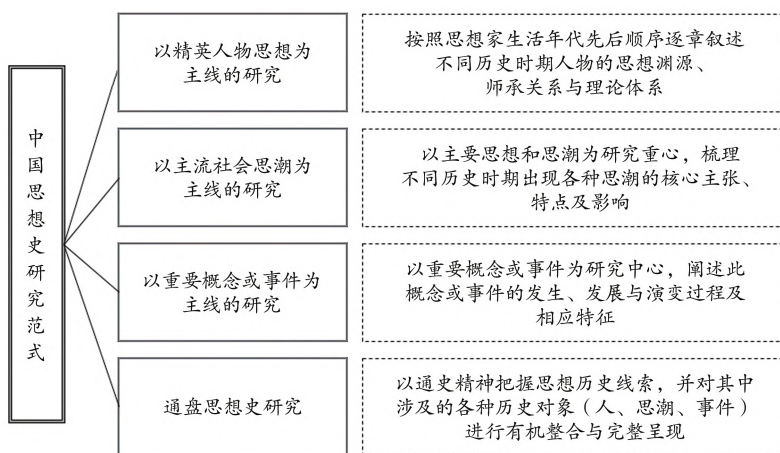 中国思想史研究范式
以精英人物思想为
主线的研究
按照思想家生活年代先后顺序逐章叙述
不同历史时期人物的思想渊源、
师承关系与理论体系
以主流社会思潮为
主线的研究
以主要思想和思潮为研究重心，梳理
不同历史时期出现各种思潮的核心主张、
特点及影响
以重要概念或事件为
主线的研究
以重要概念或事件为研究中心，阐述此
概念或事件的发生、发展与演变过程及
相应特征
通盘思想史研究
以通史精神把握思想历史线索，并对其中
涉及的各种历史对象（人、思潮、事件）
进行有机整合与完整呈现